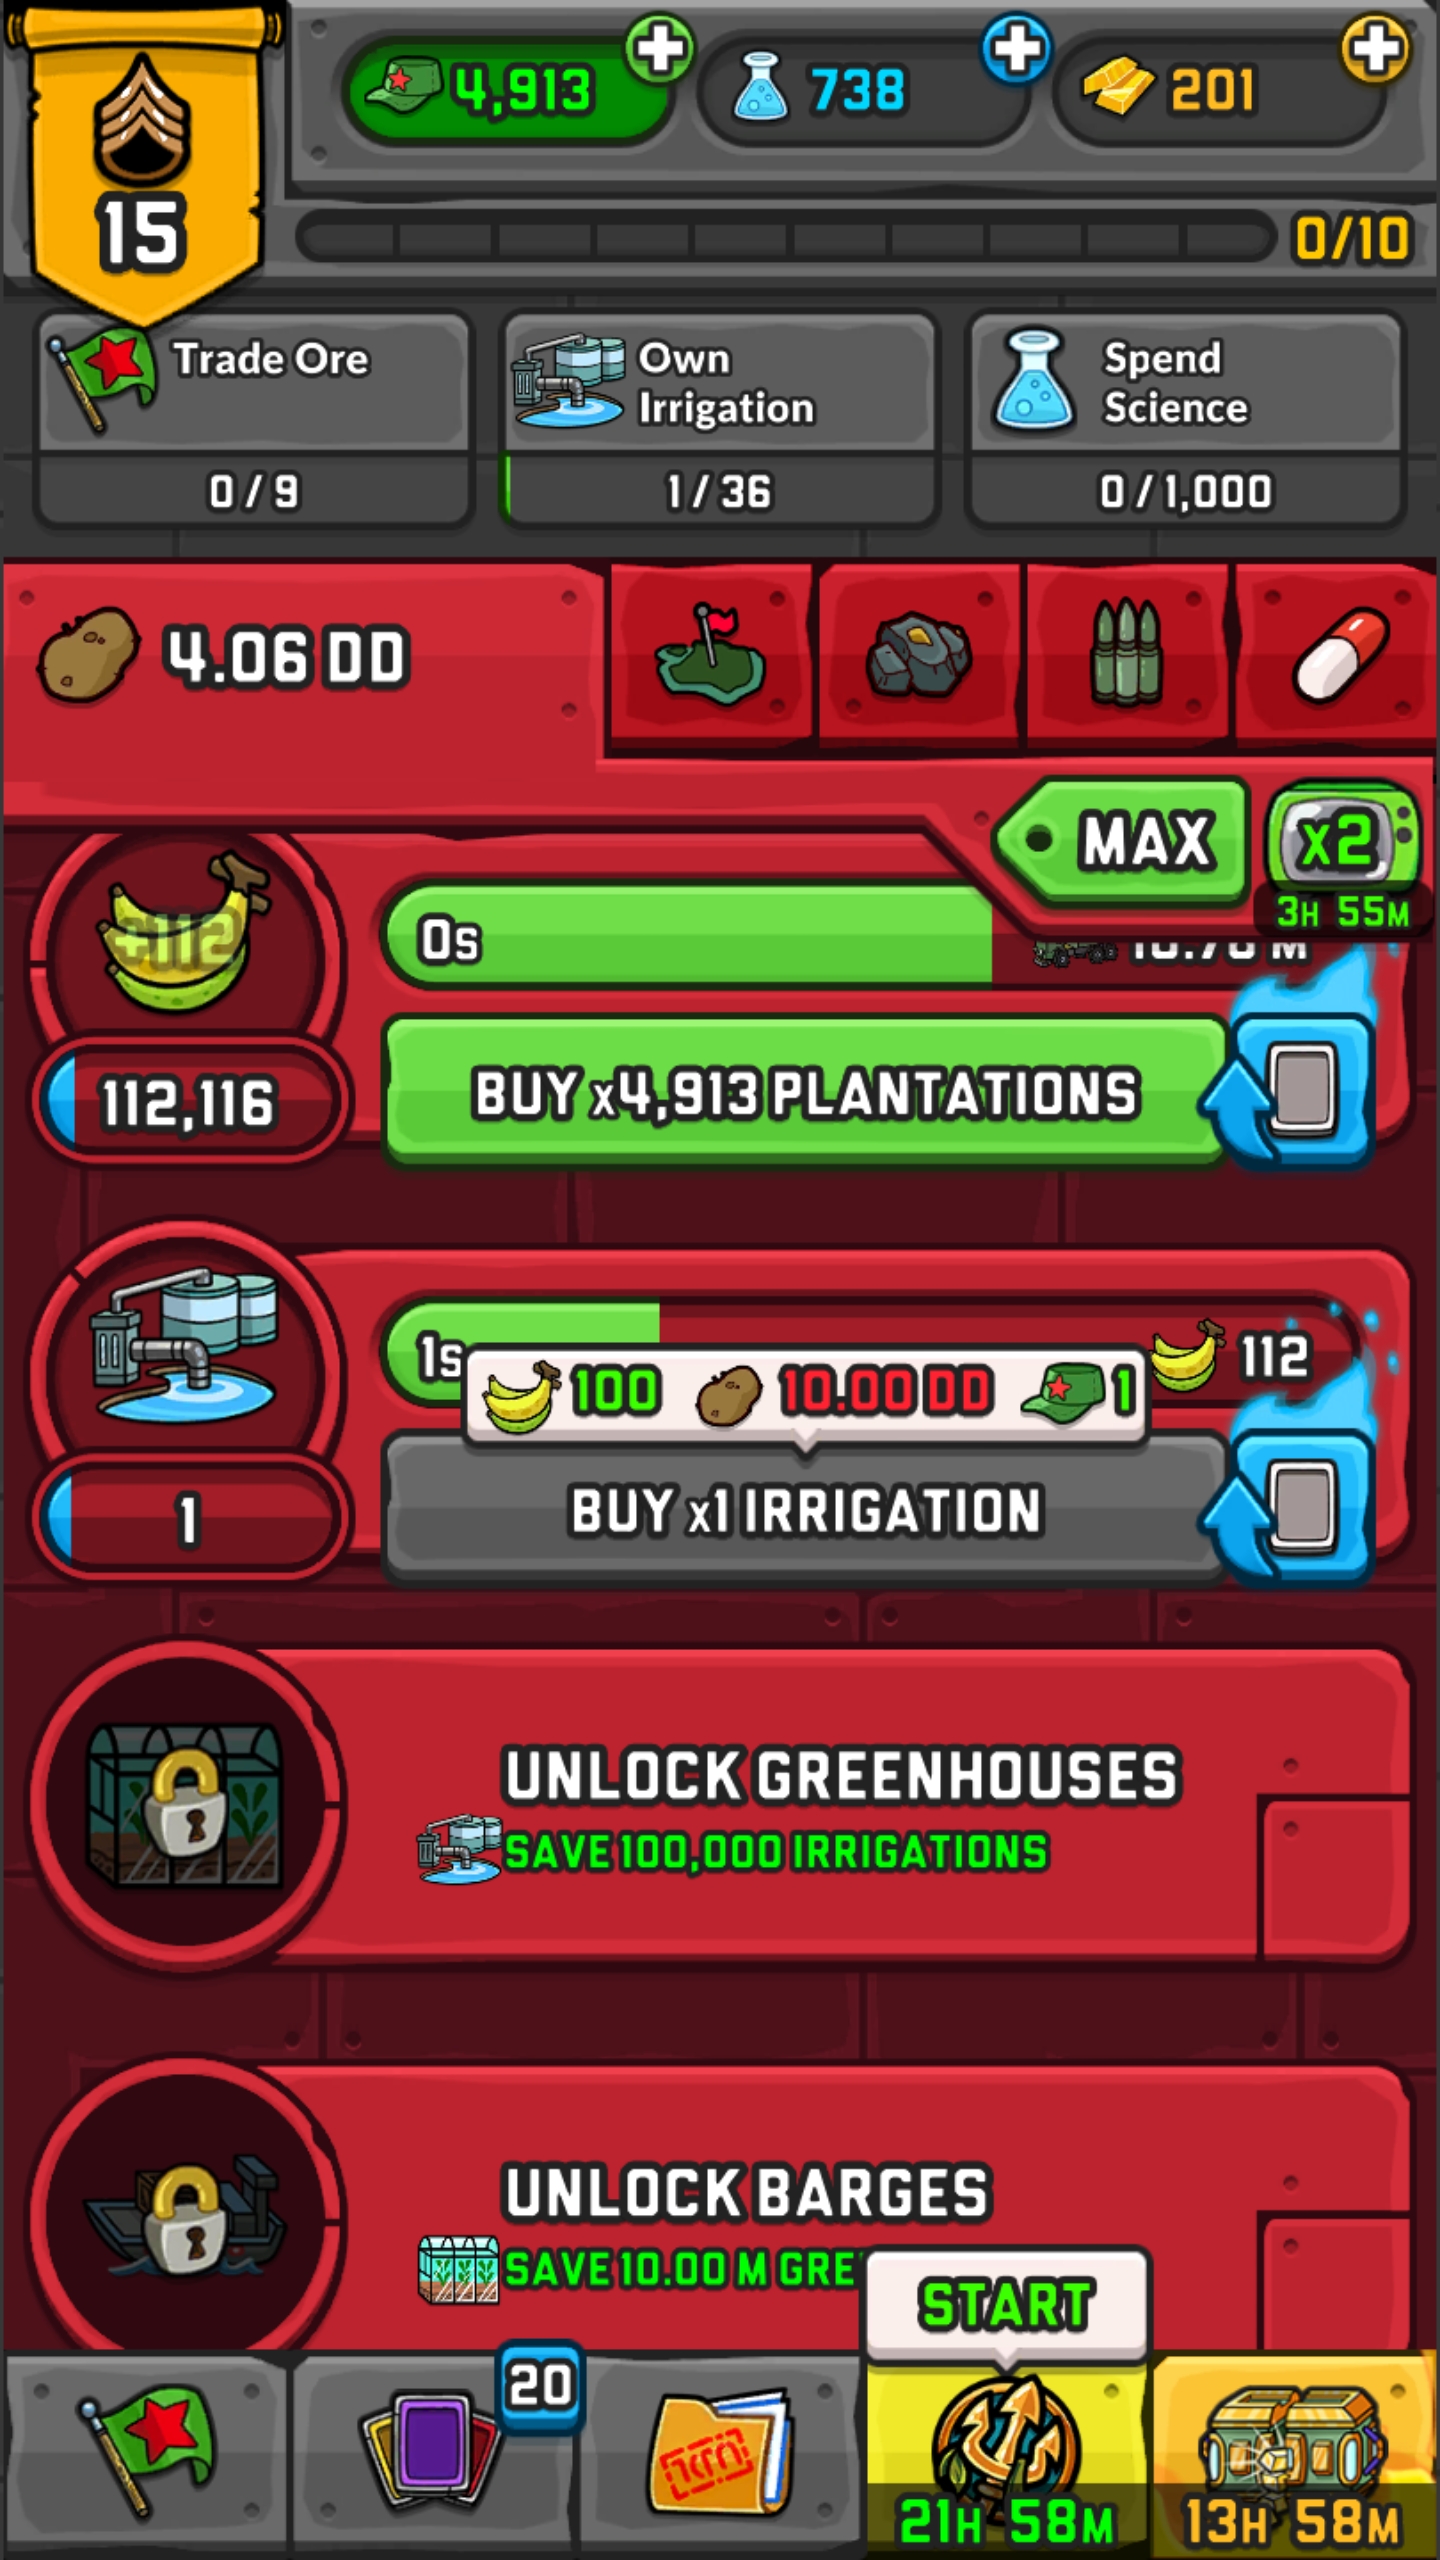 4,913
738
201
15
0/10
Trade Ore
0/9
Own
Irrigation
1/36
Spend
Science
0/1,000
4.06 DD
MAX
x2
3H 55M
+112
0s
112,116
BUY x4,913 PLANTATIONS
1s
112
100
10.00 DD
1
BUY x1 IRRIGATION
1
UNLOCK GREENHOUSES
SAVE 100,000 IRRIGATIONS
UNLOCK BARGES
SAVE 10.00 M GRE
START
20
21H 58M
13H 58M